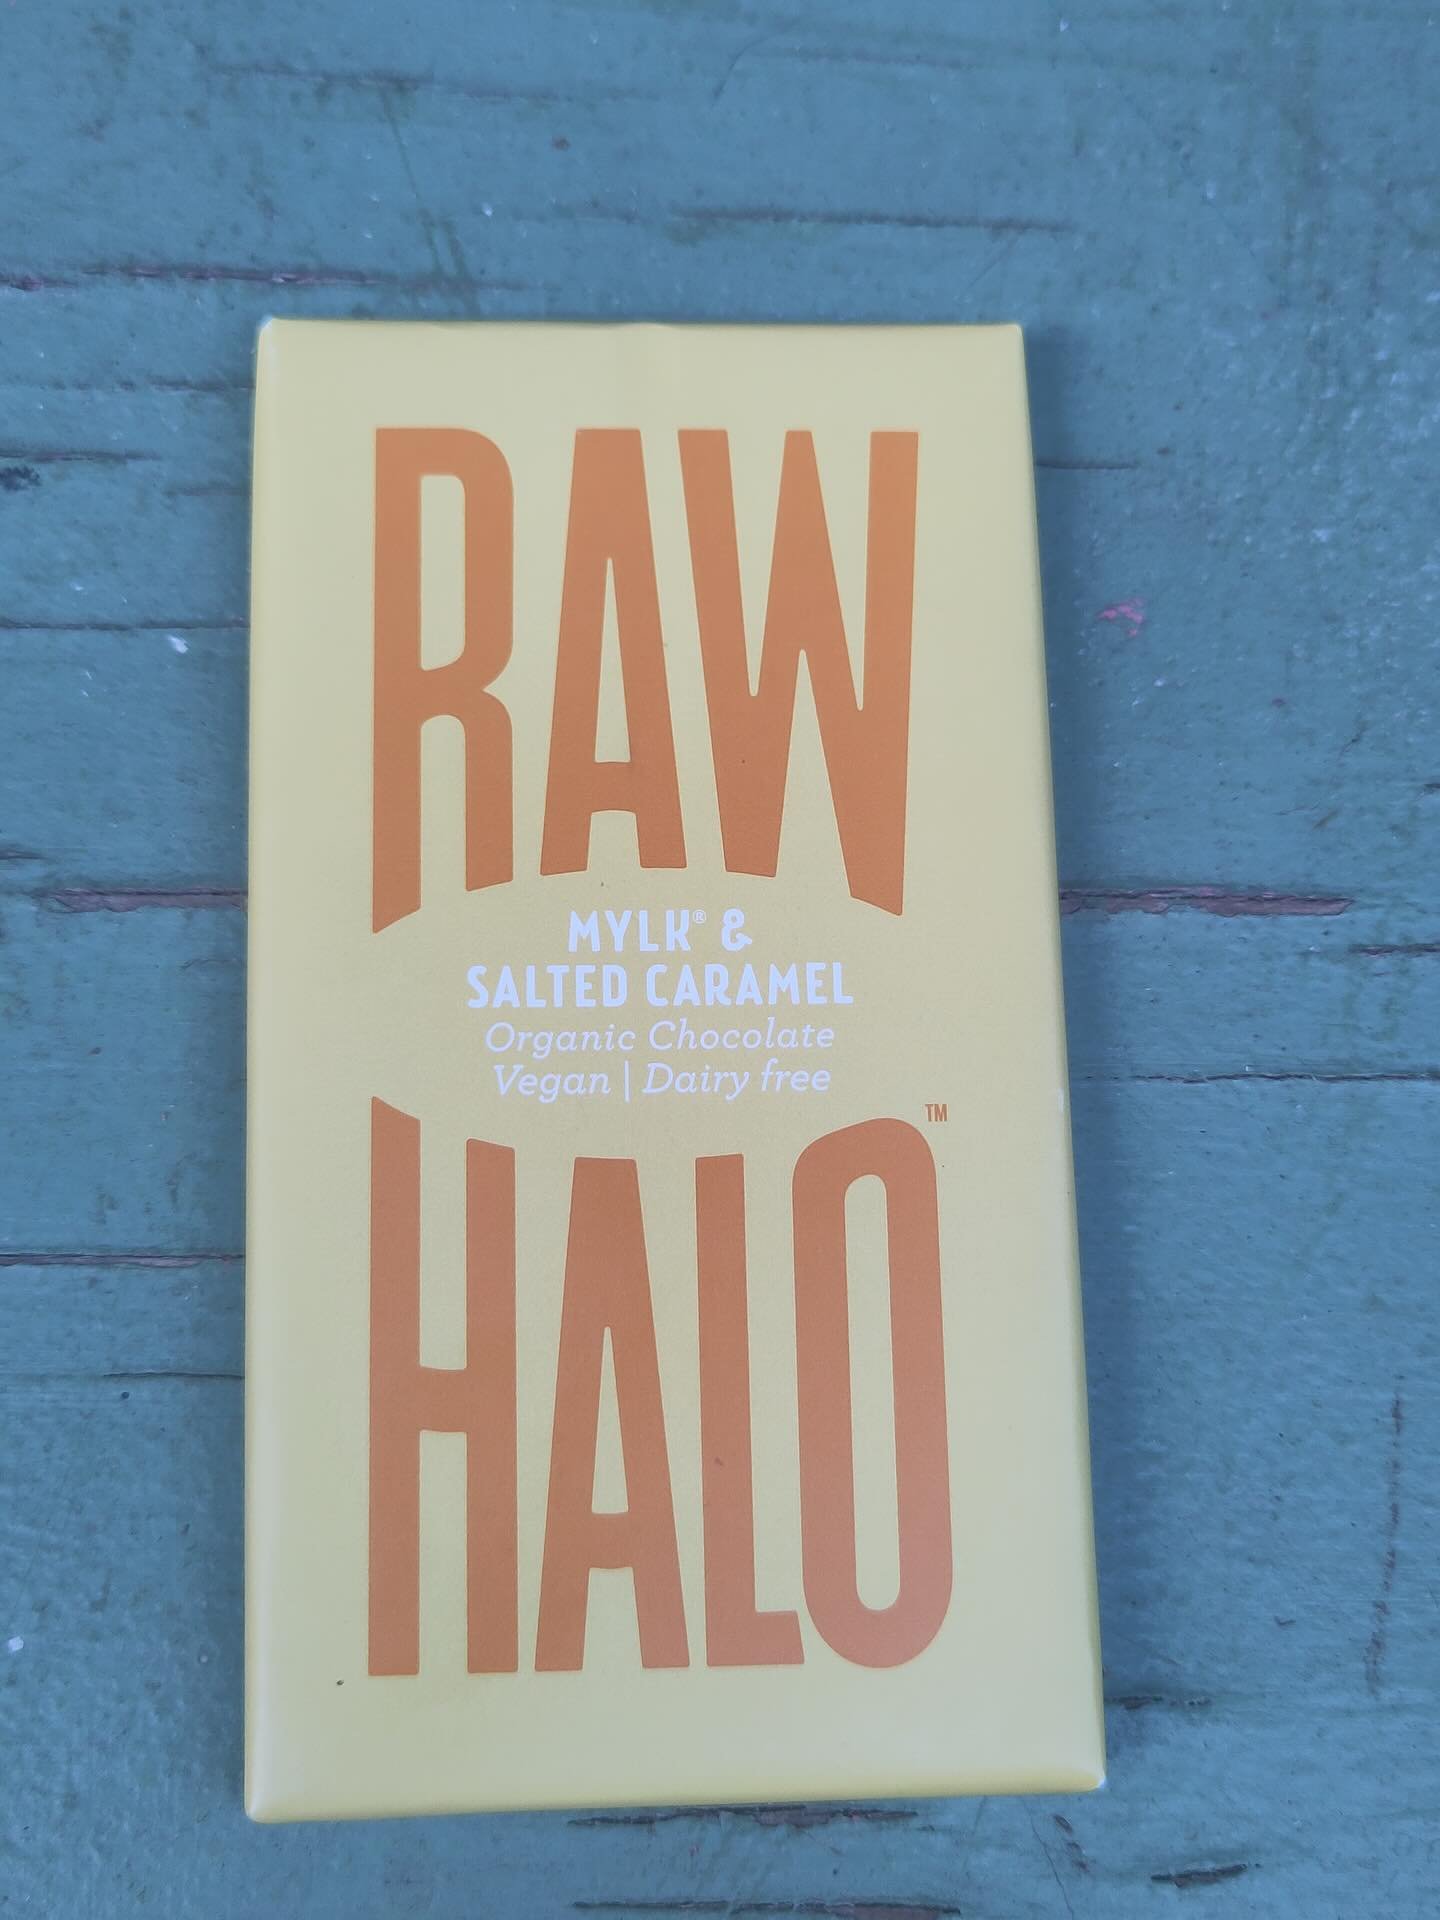 RAW
MYLK® &
SALTED CARAMEL
Organic Chocolate
Vegan | Dairy free
HALO™